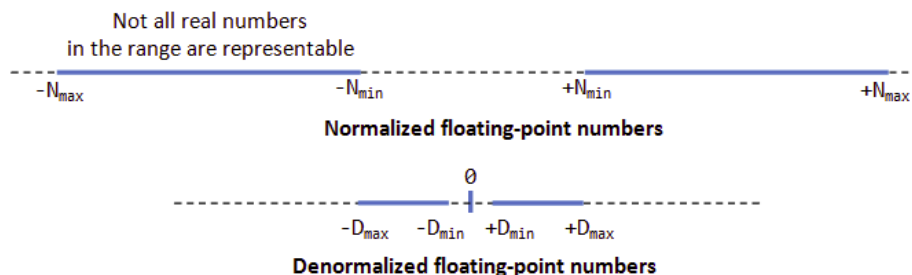 Not all real numbers
in the range are representable
-Nmax -Nmin +Nmin +Nmax
Normalized floating-point numbers
0
-Dmax -Dmin +Dmin +Dmax
Denormalized floating-point numbers